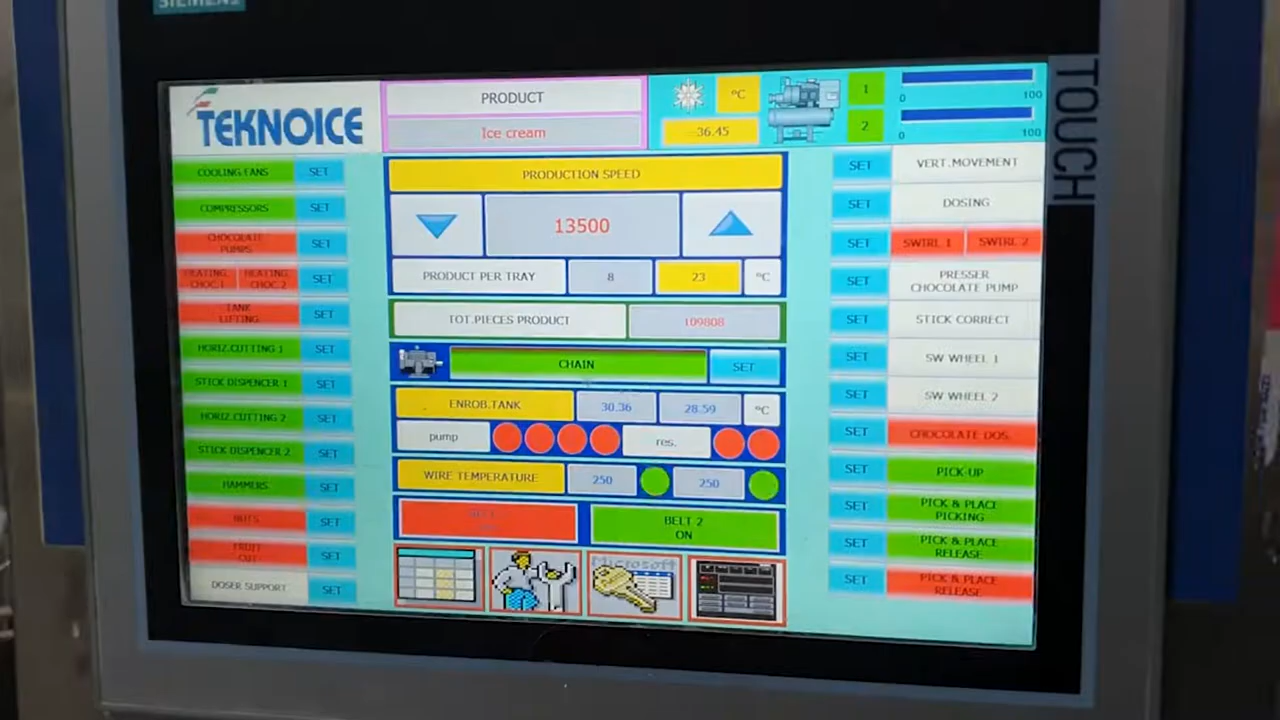 SIEMENS
TOUCH
TEKNOICE
PRODUCT
Ice cream
°C
-36.45
1
2
0
100
0
100
COOLING FANS
SET
COMPRESSORS
SET
CHOCOLATE
PUMPS
SET
HEATING
CHOC.1
HEATING
CHOC.2
SET
TANK
LIFTING
SET
HORIZ.CUTTING 1
SET
STICK DISPENCER 1
SET
HORIZ.CUTTING 2
SET
STICK DISPENCER 2
SET
HAMMERS
SET
NUTS
SET
FRUIT
CUT
SET
DOSER SUPPORT
SET
PRODUCTION SPEED
13500
PRODUCT PER TRAY
8
23
°C
TOT.PIECES PRODUCT
109808
CHAIN
SET
ENROB.TANK
30.36
28.59
°C
pump
res.
WIRE TEMPERATURE
250
250
BELT 2
ON
Microsoft
SET
VERT.MOVEMENT
SET
DOSING
SET
SWIRL 1
SWIRL 2
SET
PRESSER
CHOCOLATE PUMP
SET
STICK CORRECT
SET
SW WHEEL 1
SET
SW WHEEL 2
SET
CHOCOLATE DOS.
SET
PICK-UP
SET
PICK & PLACE
PICKING
SET
PICK & PLACE
RELEASE
SET
PICK & PLACE
RELEASE